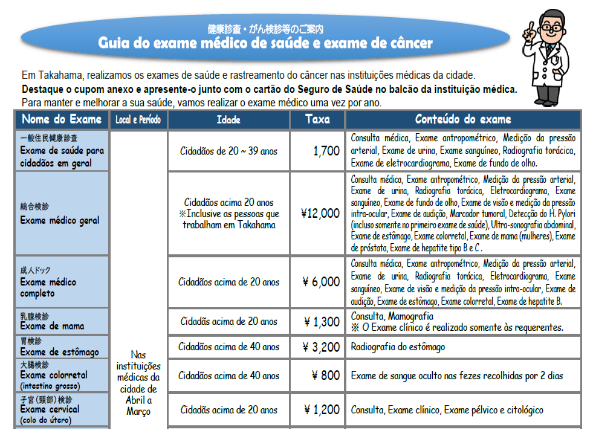 健康診査・がん検診等のご案内
Guia do exame médico de saúde e exame de câncer
Em Takahama, realizamos os exames de saúde e rastreamento do câncer nas instituições médicas da cidade.
Destaque o cupom anexo e apresente-o junto com o cartão do Seguro de Saúde no balcão da instituição médica.
Para manter e melhorar a sua saúde, vamos realizar o exame médico uma vez por ano.
Nome do Exame Local e Período Idade Taxa Conteúdo do exame
一般住民健康診査
Exame de saúde para
cidadãos em geral
Cidadãos de 20 ~ 39 anos
1,700
Consulta médica, Exame antropométrico, Medição da pressão
arterial, Exame de urina, Exame sanguíneo, Radiografia torácica,
Exame de eletrocardiograma, Exame de fundo de olho.
総合検診
Exame médico geral
Cidadãos acima 20 anos
※Inclusive as pessoas que
trabalham em Takahama
¥12,000
Consulta médica, Exame antropométrico, Medição da pressão arterial,
Exame de urina, Radiografia torácica, Eletrocardiograma, Exame
sanguíneo, Exame de fundo de olho, Exame de visão e medição da pressão
intra-ocular, Exame de audição, Marcador tumoral, Detecção do H. Pylori
(incluso somente no primeiro exame de saúde), Ultra-sonografia abdominal,
Exame de estômago, Exame colorretal, Exame de mama (mulheres), Exame
de próstata, Exame de hepatite tipo B e C .
成人ドック
Exame médico
completo
Cidadãos acima de 20 anos
¥ 6,000
Consulta médica, Exame antropométrico, Medição da pressão arterial,
Exame de urina, Radiografia torácica, Eletrocardiograma, Exame
sanguíneo, Exame de visão e medição da pressão intra-ocular, Exame de
audição, Exame de estômago, Exame colorretal, Exame de hepatite B.
乳腺検診
Exame de mama
Cidadãs acima de 20 anos
¥ 1,300
Consulta, Mamografia
※ O Exame clínico é realizado somente às requerentes.
胃検診
Exame de estômago
Cidadãos acima de 40 anos
¥ 3,200
Radiografia do estômago
Nas
instituições
médicas da
cidade de
Abril a
Março
大腸検診
Exame colonretal
(intestino grosso)
Cidadãos acima de 40 anos
¥ 800
Exame de sangue oculto nas fezes recolhidas por 2 dias
子宮(頸部)検診
Exame cervical
(colo do útero)
Cidadãs acima de 20 anos
¥ 1,200
Consulta, Exame clínico, Exame pélvico e citológico